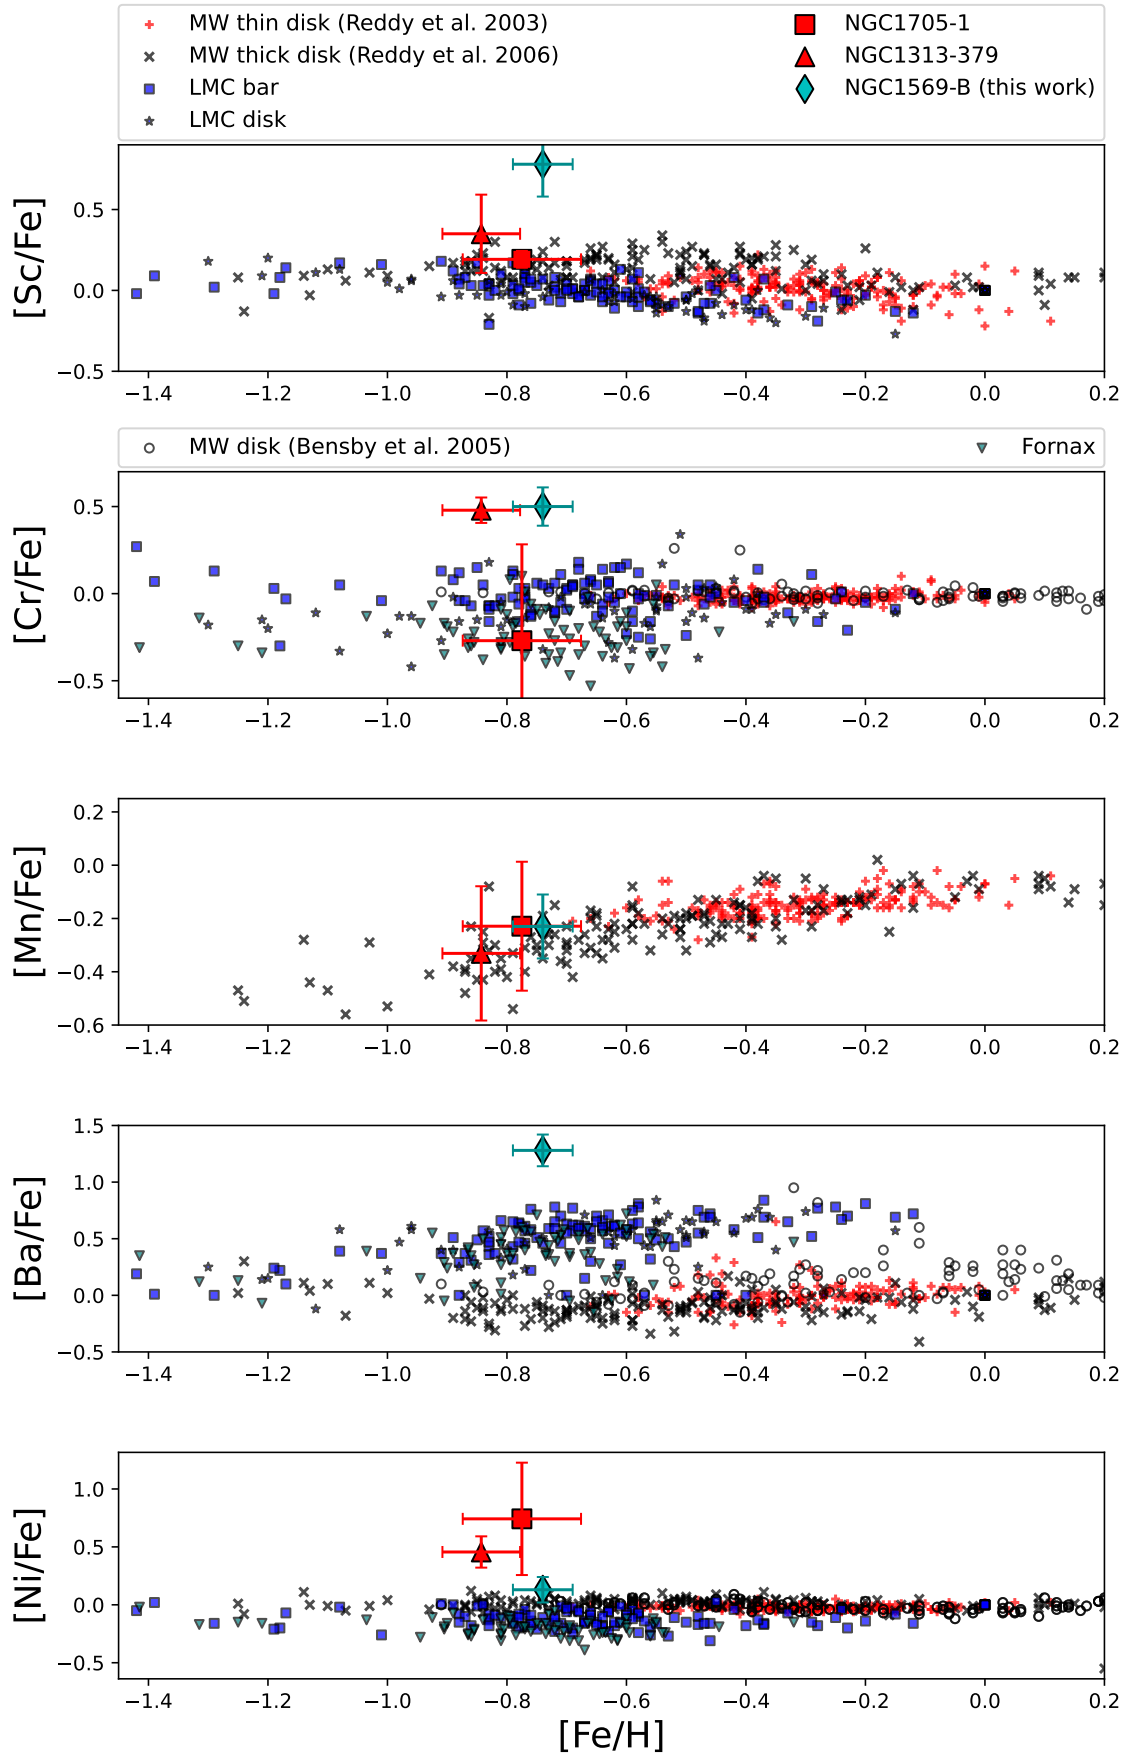 MW thin disk (Reddy et al. 2003)
MW thick disk (Reddy et al. 2006)
LMC bar
LMC disk
NGC1705-1
NGC1313-379
NGC1569-B (this work)
[Sc/Fe]
0.5
0.0
−0.5
−1.4 −1.2 −1.0 −0.8 −0.6 −0.4 −0.2 0.0 0.2
MW disk (Bensby et al. 2005) Fornax
[Cr/Fe]
0.5
0.0
−0.5
−1.4 −1.2 −1.0 −0.8 −0.6 −0.4 −0.2 0.0 0.2
[Mn/Fe]
0.2
0.0
−0.2
−0.4
−0.6
−1.4 −1.2 −1.0 −0.8 −0.6 −0.4 −0.2 0.0 0.2
[Ba/Fe]
1.5
1.0
0.5
0.0
−0.5
−1.4 −1.2 −1.0 −0.8 −0.6 −0.4 −0.2 0.0 0.2
[Ni/Fe]
1.0
0.5
0.0
−0.5
−1.4 −1.2 −1.0 −0.8 −0.6 −0.4 −0.2 0.0 0.2
[Fe/H]